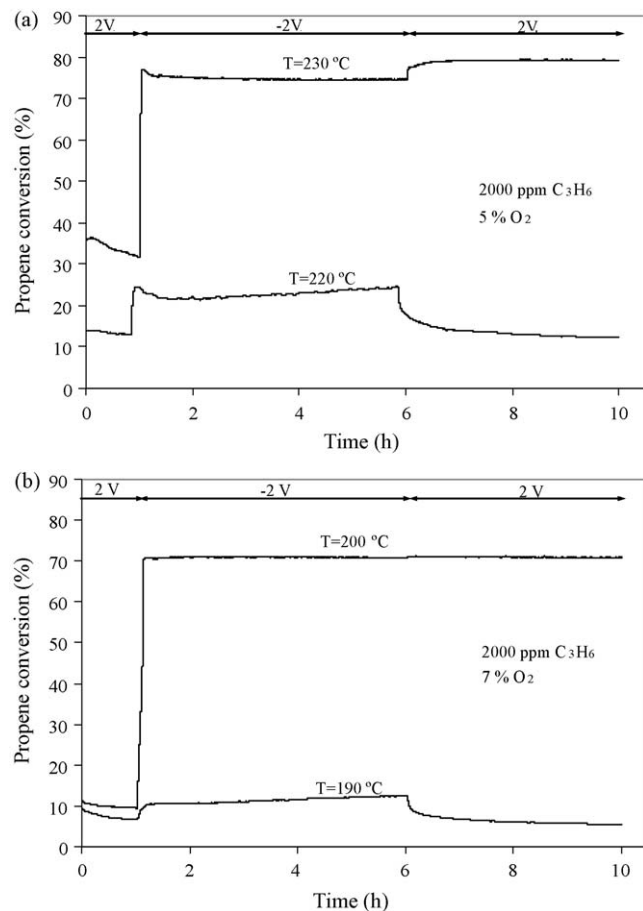 (a)
90
2V
-2V
2V
80
T=230 ºC
70
60
50
2000 ppm C3H6
40
5 % O2
30
T=220 ºC
20
10
0
0 2 4 6 8 10
Propene conversion (%)
Time (h)
(b)
90
2 V
-2 V
2 V
80
T=200 ºC
70
60
50
2000 ppm C3H6
7 % O2
40
30
20
T=190 ºC
10
0
0 2 4 6 8 10
Propene conversion (%)
Time (h)